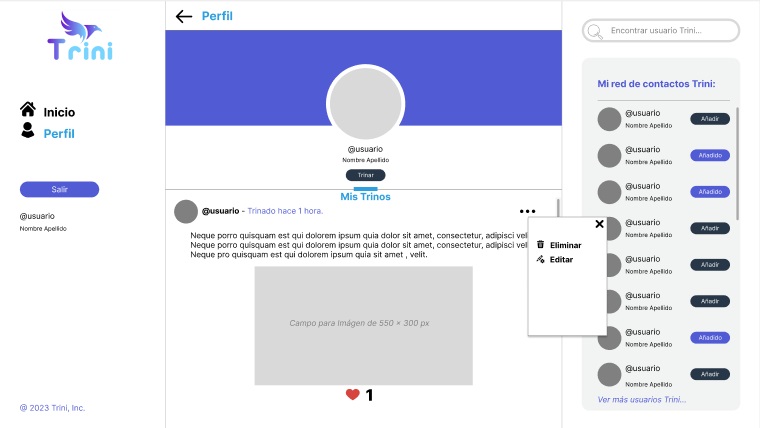 Trini
Inicio
Perfil
Salir
@usuario
Nombre Apellido
@ 2023 Trini, Inc.
Perfil
@usuario
Nombre Apellido
Trinar
Mis Trinos
@usuario - Trinado hace 1 hora.
Neque porro quisquam est qui dolorem ipsum quia dolor sit amet, consectetur, adipisci veli
Neque porro quisquam est qui dolorem ipsum quia dolor sit amet, consectetur, adipisci vel
Neque pro quisquam est qui dolorem ipsum quia sit amet , velit.
Campo para Imágen de 550 x 300 px
1
Eliminar
Editar
Encontrar usuario Trini...
Mi red de contactos Trini:
@usuario
Nombre Apellido
Añadir
@usuario
Nombre Apellido
Añadido
@usuario
Nombre Apellido
Añadido
@usuario
Nombre Apellido
Añadir
@usuario
Nombre Apellido
Añadir
@usuario
Nombre Apellido
Añadir
@usuario
Nombre Apellido
Añadido
@usuario
Nombre Apellido
Añadir
Ver más usuarios Trini...